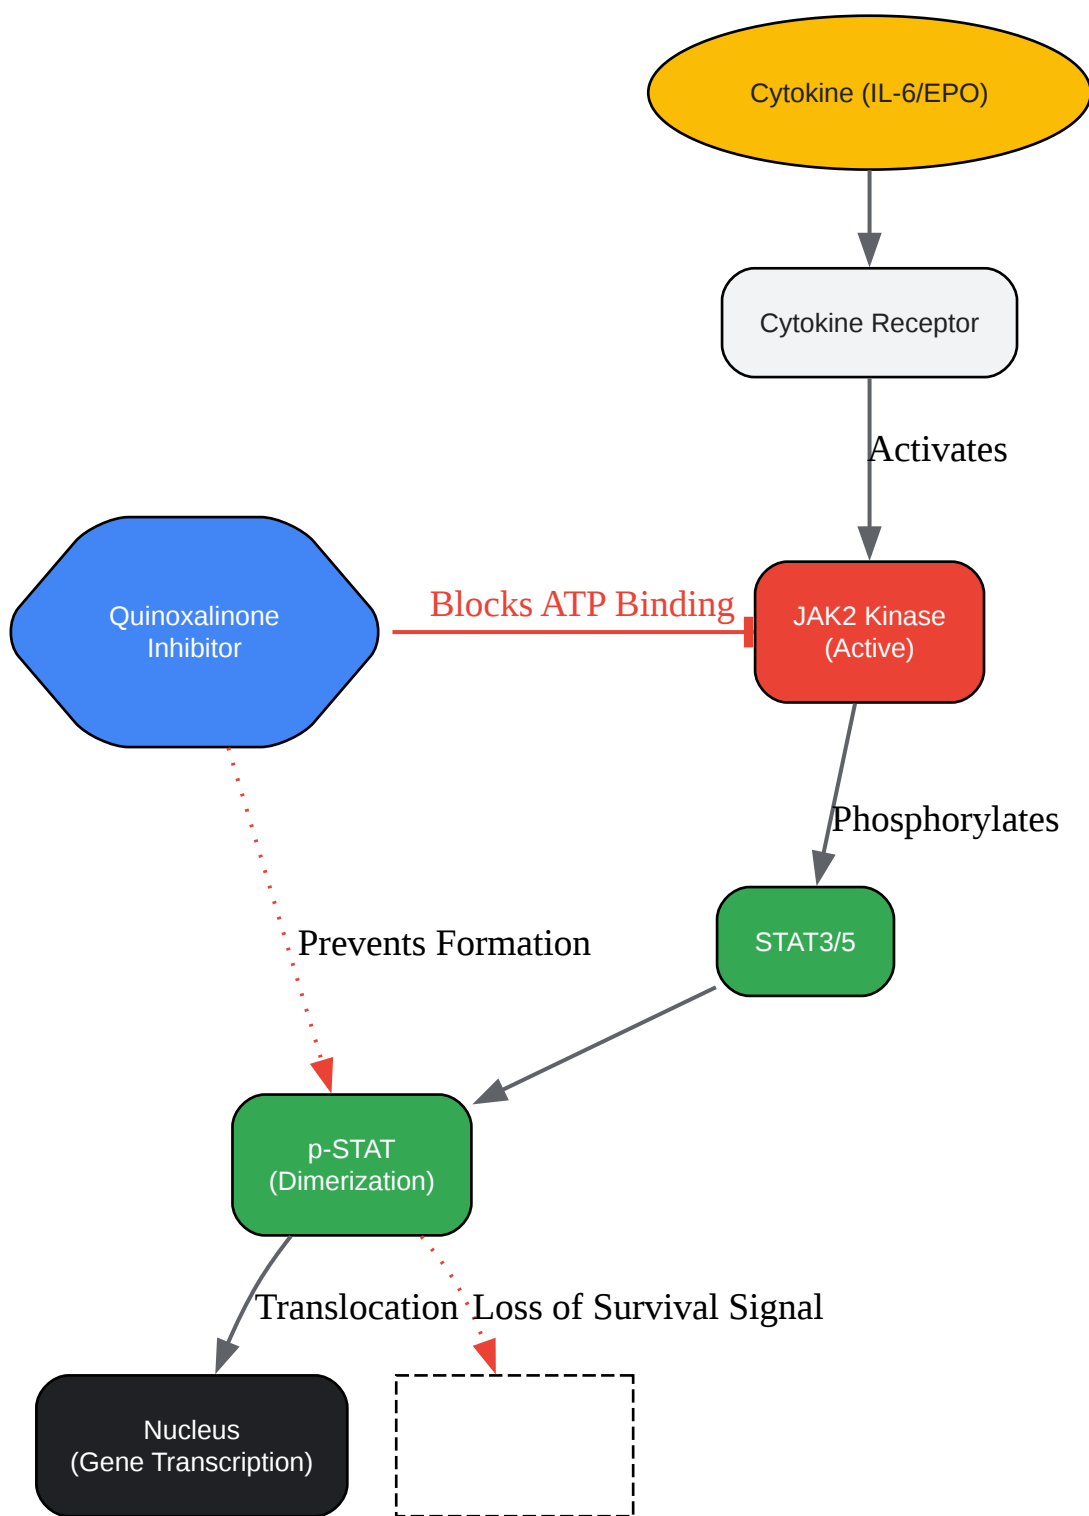 Cytokine (IL-6/EPO)
Cytokine Receptor
Activates
Quinoxalinone
Inhibitor
Blocks ATP Binding
JAK2 Kinase
(Active)
Phosphorylates
STAT3/5
Prevents Formation
p-STAT
(Dimerization)
Translocation
Loss of Survival Signal
Nucleus
(Gene Transcription)